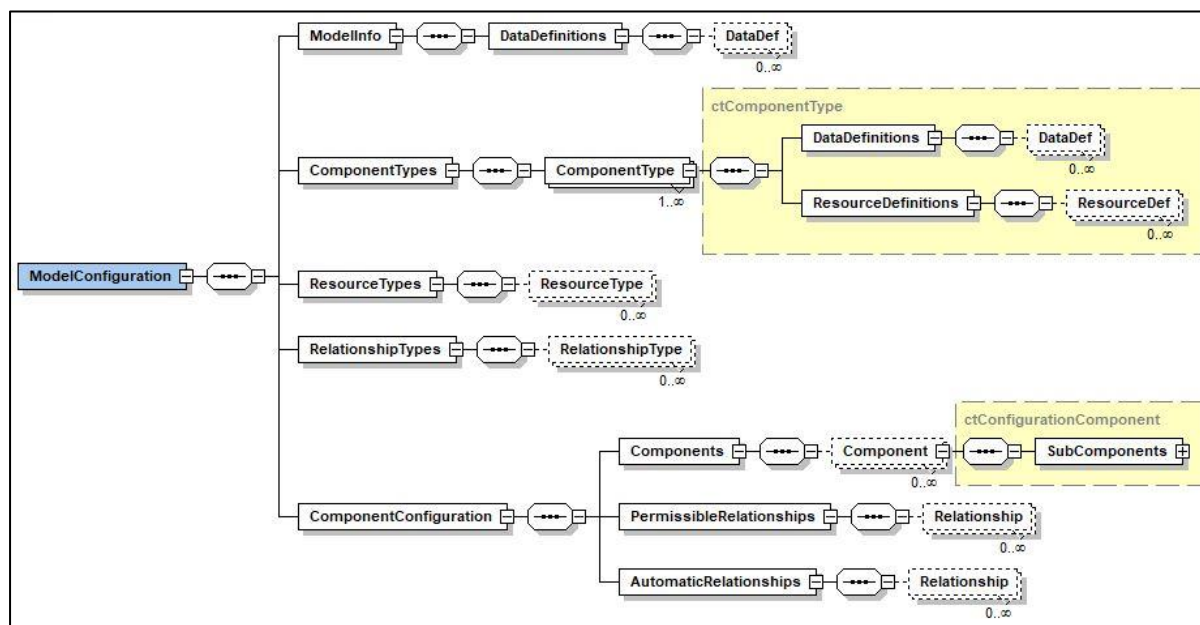 ModelInfo
DataDefinitions
DataDef
0..∞
ctComponentType
DataDefinitions
DataDef
0..∞
ComponentTypes
ComponentType
1..∞
ResourceDefinitions
ResourceDef
0..∞
ModelConfiguration
ResourceTypes
ResourceType
0..∞
RelationshipTypes
RelationshipType
0..∞
ctConfigurationComponent
Components
Component
0..∞
SubComponents
ComponentConfiguration
PermissibleRelationships
Relationship
0..∞
AutomaticRelationships
Relationship
0..∞